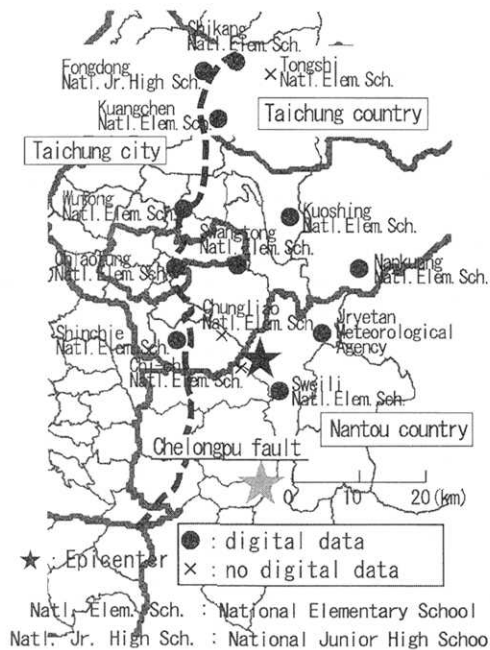 Shikang
Natl. Elem. Sch.
Fongdong
Natl. Jr. High Sch.
Tongshi
Natl. Elem. Sch.
Kuangchen
Natl. Elem. Sch.
Taichung country
Taichung city
Wufong
Natl. Elem. Sch.
Kuoshing
Natl. Elem. Sch.
Natl. Elem. Sch.
Nankuang
Natl. Elem. Sch.
Natl. Elem. Sch.
Chungliao
Natl. Elem. Sch.
Jryetan
Meteorological
Agency
Shinchie
Natl. Elem. Sch.
Natl. Elem. Sch.
Sweili
Natl. Elem. Sch.
Nantou country
Chelongpu fault
0 10 20 (km)
★ : Epicenter
● : digital data
× : no digital data
Natl. Elem. Sch. : National Elementary School
Natl. Jr. High Sch. : National Junior High Schoo